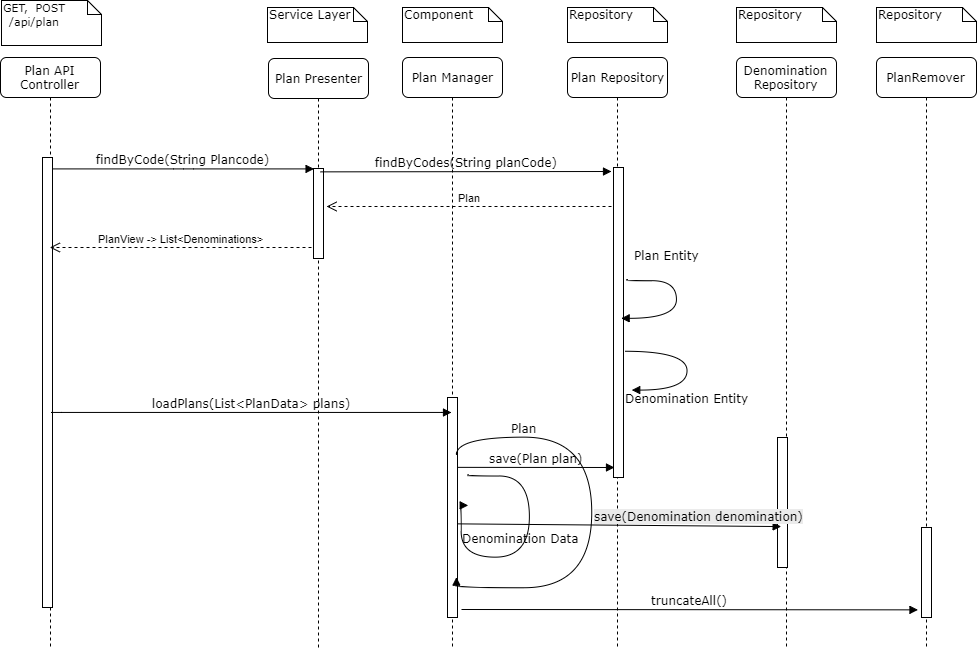 GET,  POST
/api/plan
Service Layer
Component
Repository
Repository
Repository
Plan API
Controller
Plan Presenter
Plan Manager
Plan Repository
Denomination
Repository
PlanRemover
findByCode(String Plancode)
findByCodes(String planCode)
Plan
PlanView -> List<Denominations>
Plan Entity
Denomination Entity
loadPlans(List<PlanData> plans)
Plan
save(Plan plan)
save(Denomination denomination)
Denomination Data
truncateAll()